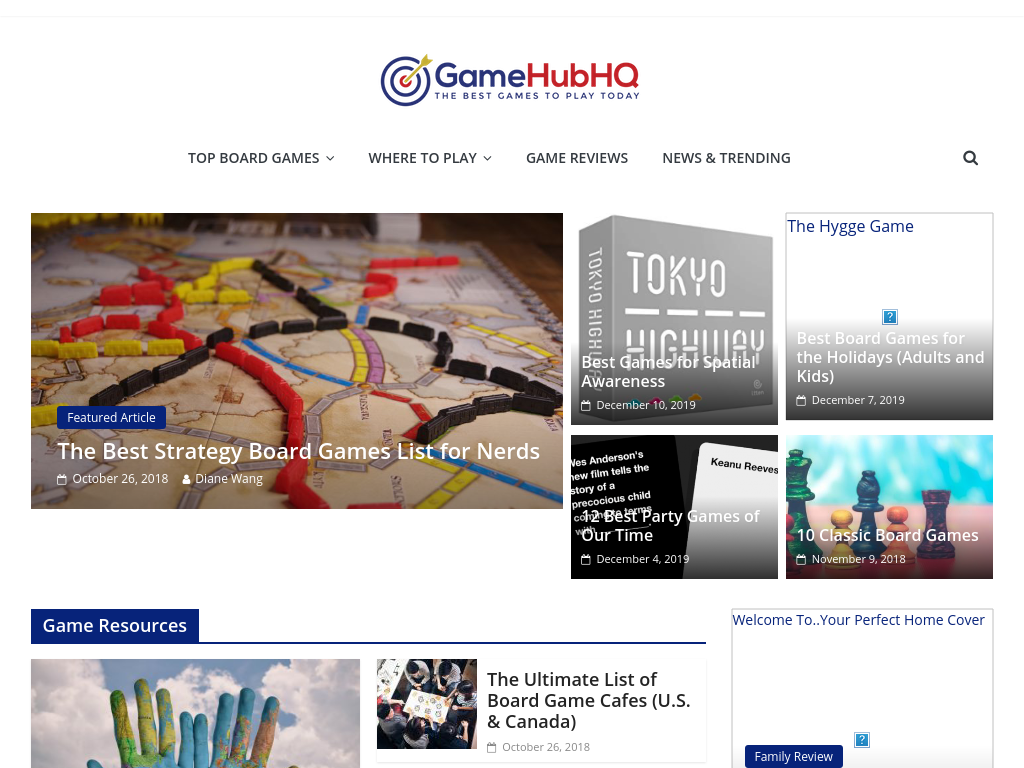 GameHubHQ
THE BEST GAMES TO PLAY TODAY
TOP BOARD GAMES
WHERE TO PLAY
GAME REVIEWS
NEWS & TRENDING
Featured Article
The Best Strategy Board Games List for Nerds
October 26, 2018
Diane Wang
TOKYO
HIGHWAY
Best Games for Spatial
Awareness
December 10, 2019
The Hygge Game
Best Board Games for
the Holidays (Adults and
Kids)
December 7, 2019
Wes Anderson's
new film tells the
story of a
precocious child
coming to terms
with
Keanu Reeves
12 Best Party Games of
Our Time
December 4, 2019
10 Classic Board Games
November 9, 2018
Game Resources
The Ultimate List of
Board Game Cafes (U.S.
& Canada)
October 26, 2018
Welcome To..Your Perfect Home Cover
Family Review